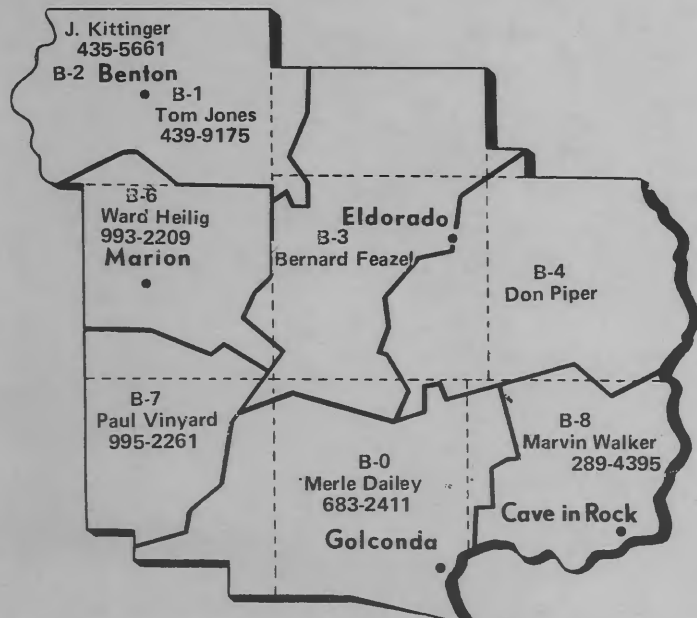 J. Kittinger
435-5661
B-2 Benton
B-1
Tom Jones
439-9175
B-6
Ward Heilig
993-2209
Marion
Eldorado
B-3
Bernard Feazel
B-4
Don Piper
B-7
Paul Vinyard
995-2261
B-8
Marvin Walker
289-4395
B-0
Merle Dailey
683-2411
Cave in Rock
Golconda